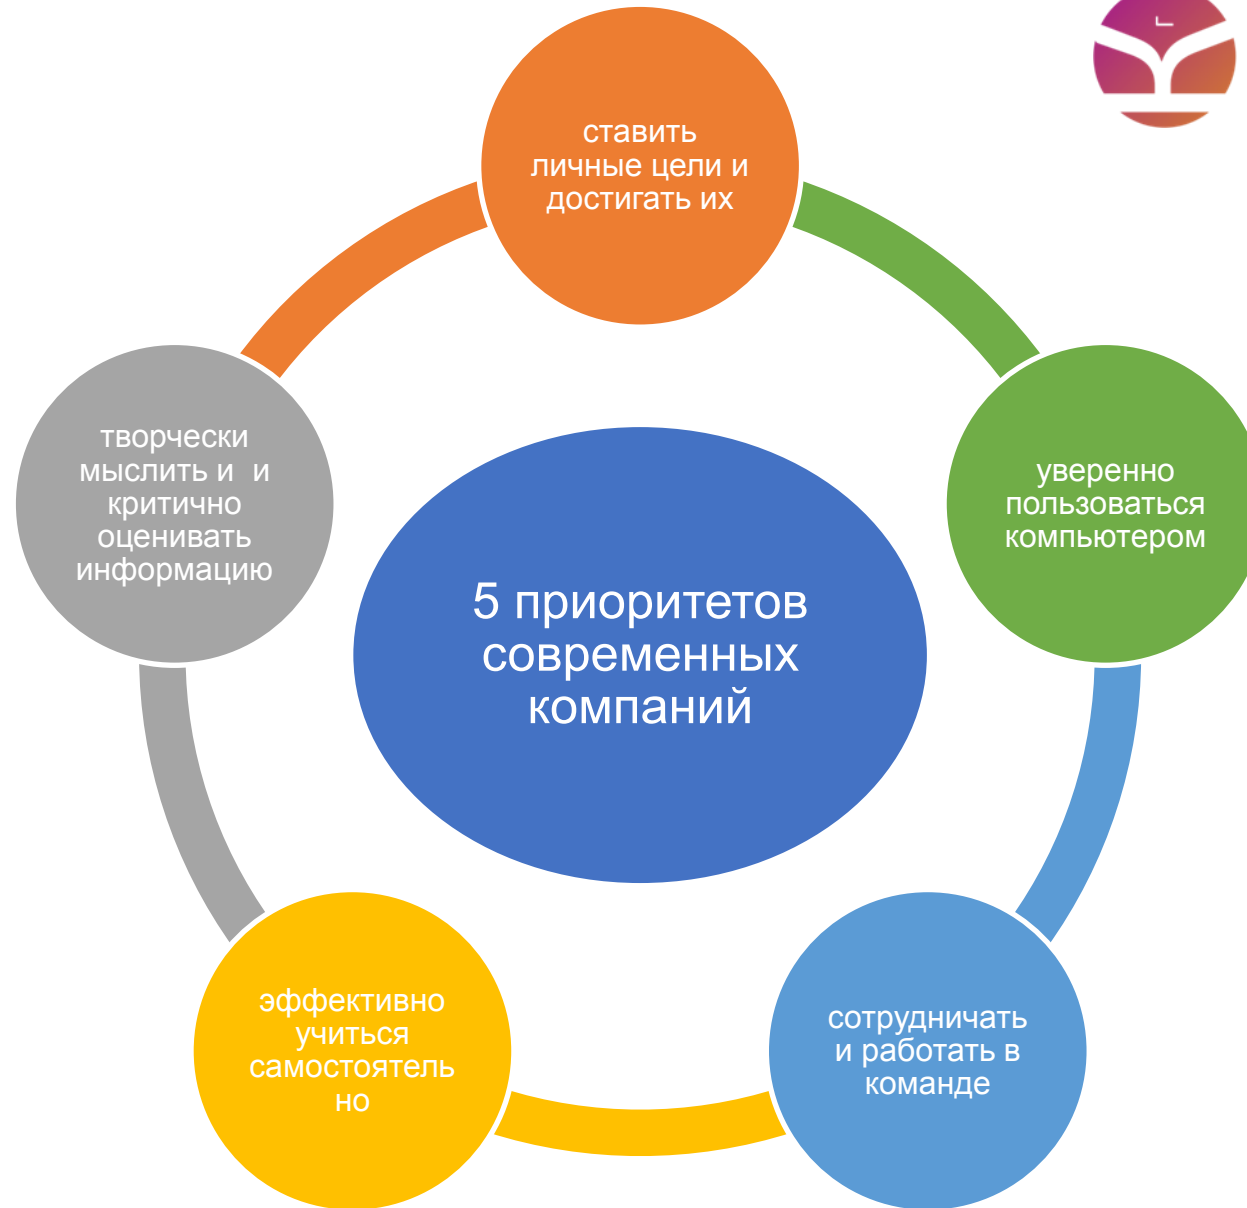 ставить
личные цели и
достигать их
уверенно
пользоваться
компьютером
сотрудничать
и работать в
команде
эффективно
учиться
самостоятель
но
творчески
мыслить и  и
критично
оценивать
информацию
5 приоритетов
современных
компаний